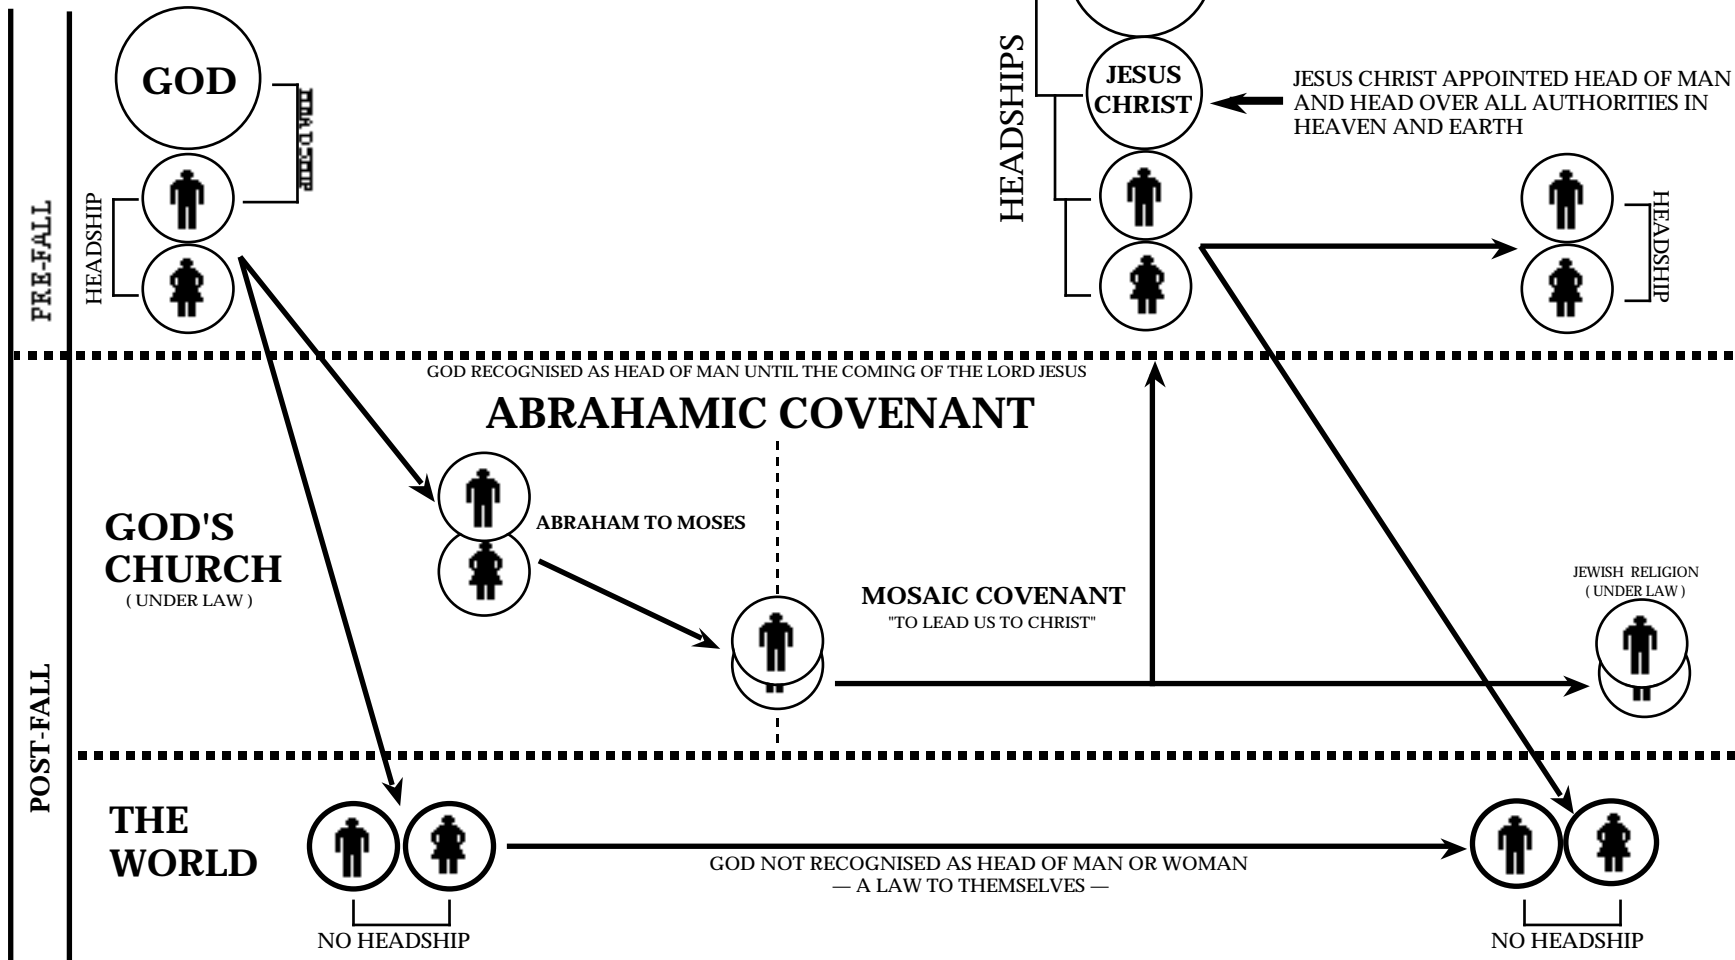 GOD
HEADSHIP
HEADSHIP
PRE-FALL
HEADSHIPS
JESUS
CHRIST
JESUS CHRIST APPOINTED HEAD OF MAN
AND HEAD OVER ALL AUTHORITIES IN
HEAVEN AND EARTH
HEADSHIP
GOD RECOGNISED AS HEAD OF MAN UNTIL THE COMING OF THE LORD JESUS
ABRAHAMIC COVENANT
GOD'S
CHURCH
( UNDER LAW )
ABRAHAM TO MOSES
MOSAIC COVENANT
"TO LEAD US TO CHRIST"
JEWISH RELIGION
( UNDER LAW )
POST-FALL
THE
WORLD
GOD NOT RECOGNISED AS HEAD OF MAN OR WOMAN
— A LAW TO THEMSELVES —
NO HEADSHIP
NO HEADSHIP